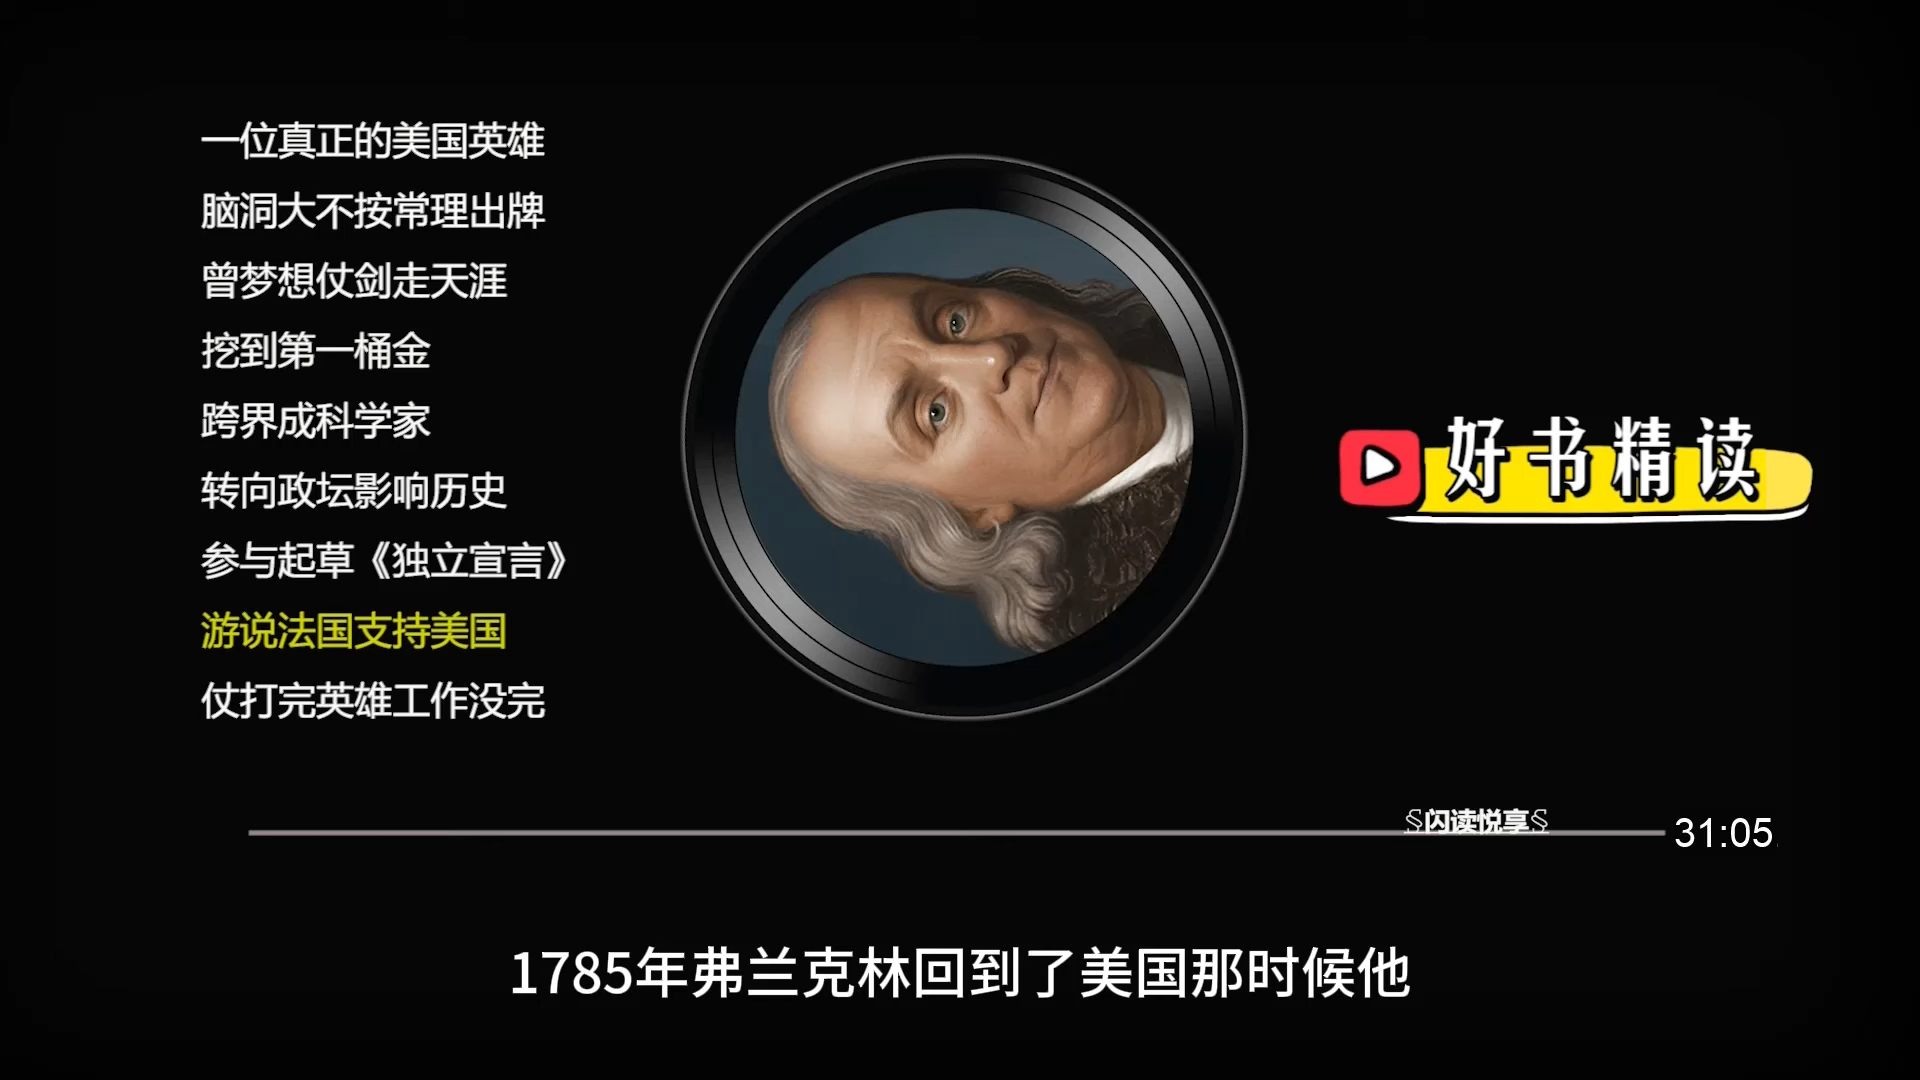 一位真正的美国英雄
脑洞大不按常理出牌
曾梦想仗剑走天涯
挖到第一桶金
跨界成科学家
转向政坛影响历史
参与起草《独立宣言》
游说法国支持美国
仗打完英雄工作没完
好书精读
§闪读悦享§
31:05
1785年弗兰克林回到了美国那时候他